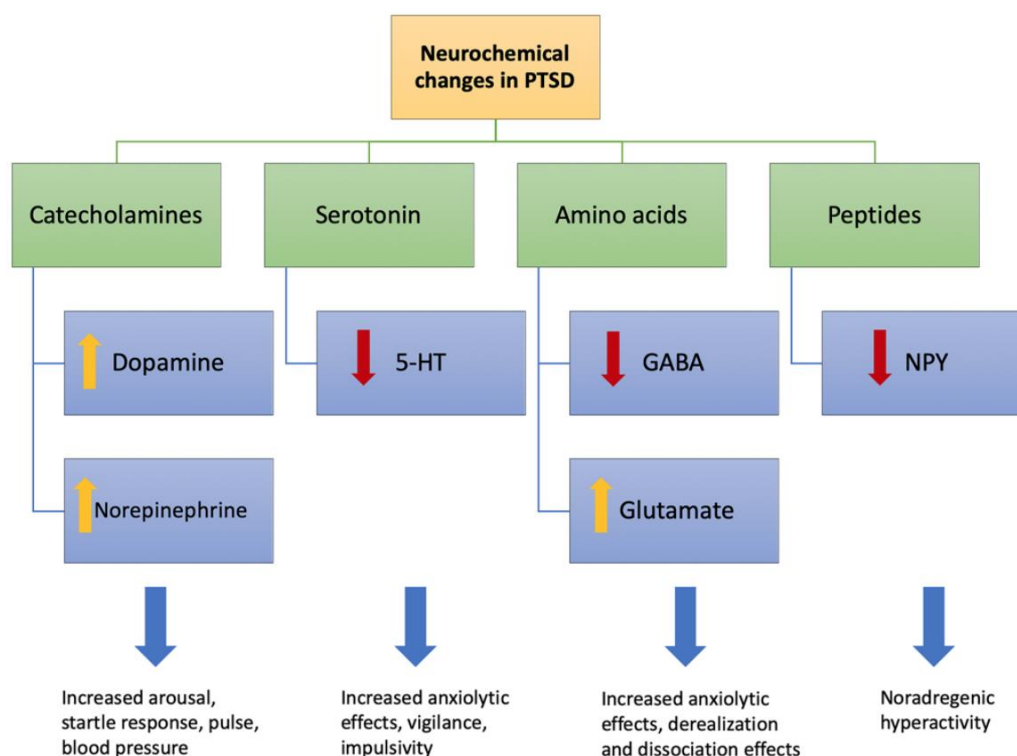 Neurochemical
changes in PTSD
Catecholamines
Serotonin
Amino acids
Peptides
Dopamine
5-HT
GABA
NPY
Norepinephrine
Glutamate
Increased arousal,
startle response, pulse,
blood pressure
Increased anxiolytic
effects, vigilance,
impulsivity
Increased anxiolytic
effects, derealization
and dissociation effects
Noradregenic
hyperactivity